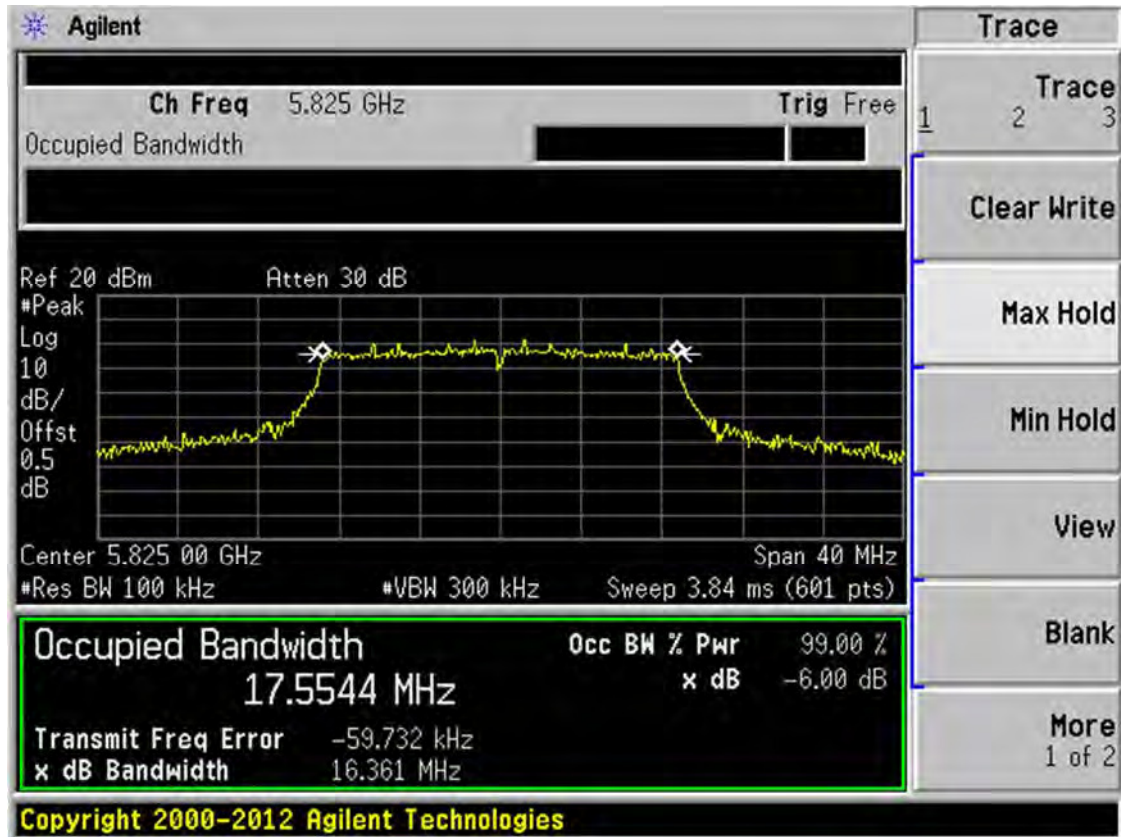 Agilent
Trace
Ch Freq 5.825 GHz Trig Free
Occupied Bandwidth
Trace
1 2 3
Clear Write
Max Hold
Min Hold
View
Blank
More
1 of 2
Ref 20 dBm Atten 30 dB
#Peak
Log
10
dB/
Offst
0.5
dB
Center 5.825 00 GHz Span 40 MHz
#Res BW 100 kHz #VBW 300 kHz Sweep 3.84 ms (601 pts)
Occupied Bandwidth Occ BW % Pwr 99.00 %
17.5544 MHz x dB -6.00 dB
Transmit Freq Error -59.732 kHz
x dB Bandwidth 16.361 MHz
Copyright 2000-2012 Agilent Technologies